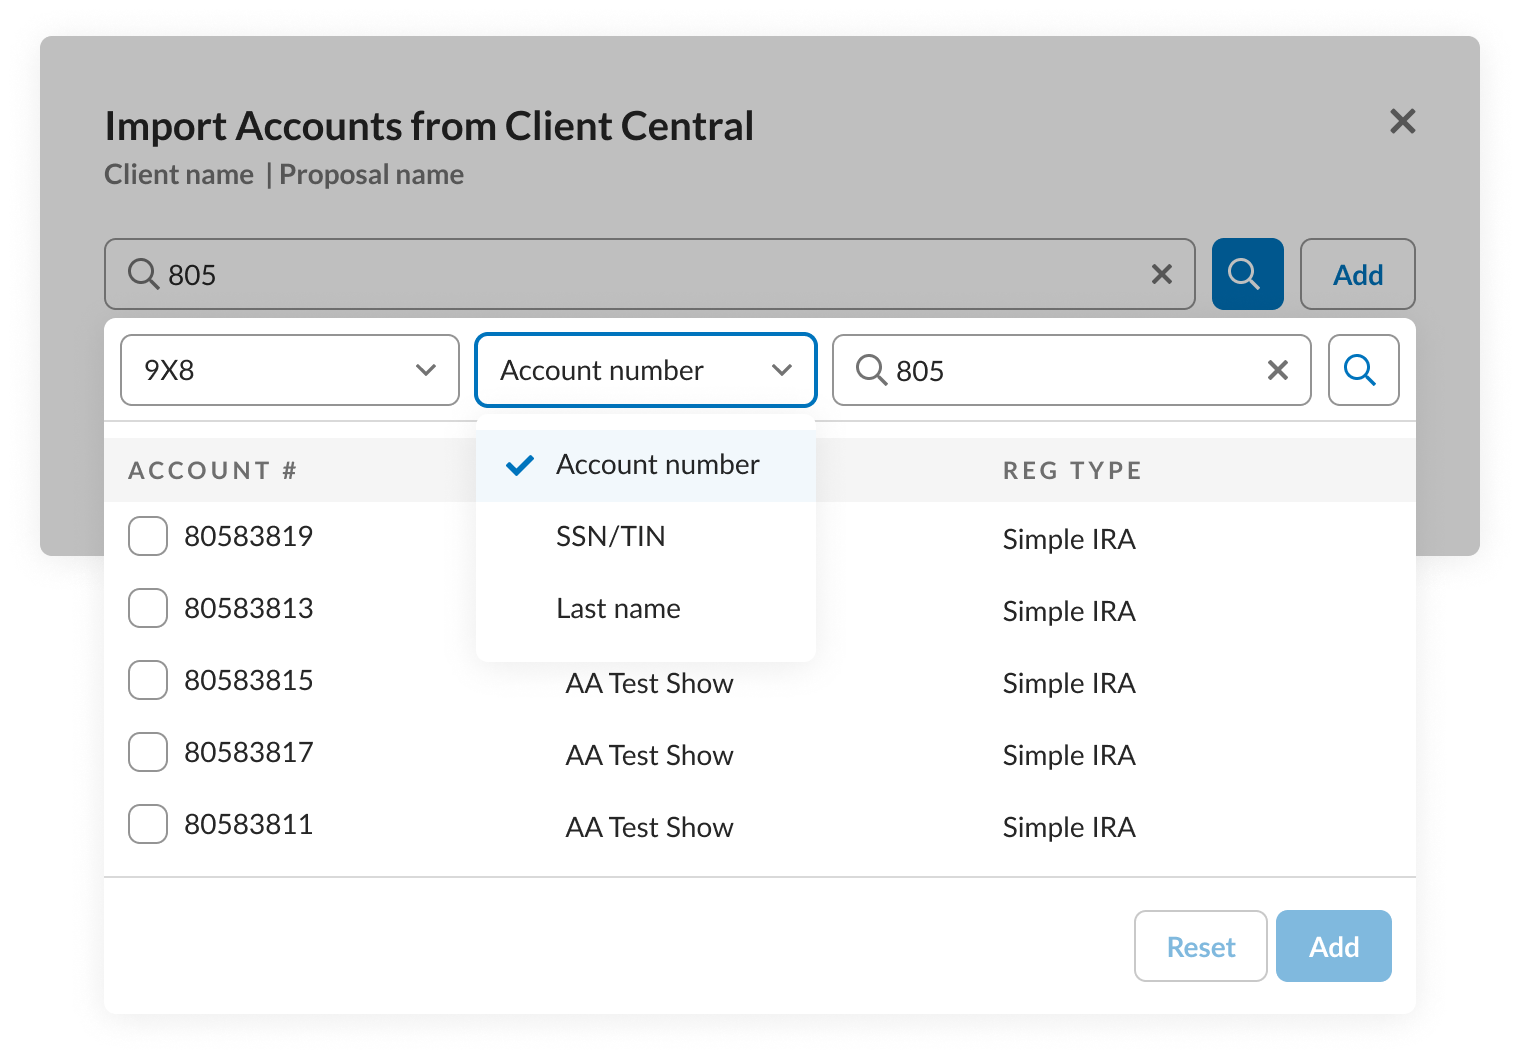 Import Accounts from Client Central
Client name | Proposal name
805
Add
9X8
Account number
805
ACCOUNT #
REG TYPE
Account number
80583819
SSN/TIN
Simple IRA
80583813
Last name
Simple IRA
80583815
AA Test Show
Simple IRA
80583817
AA Test Show
Simple IRA
80583811
AA Test Show
Simple IRA
Reset
Add